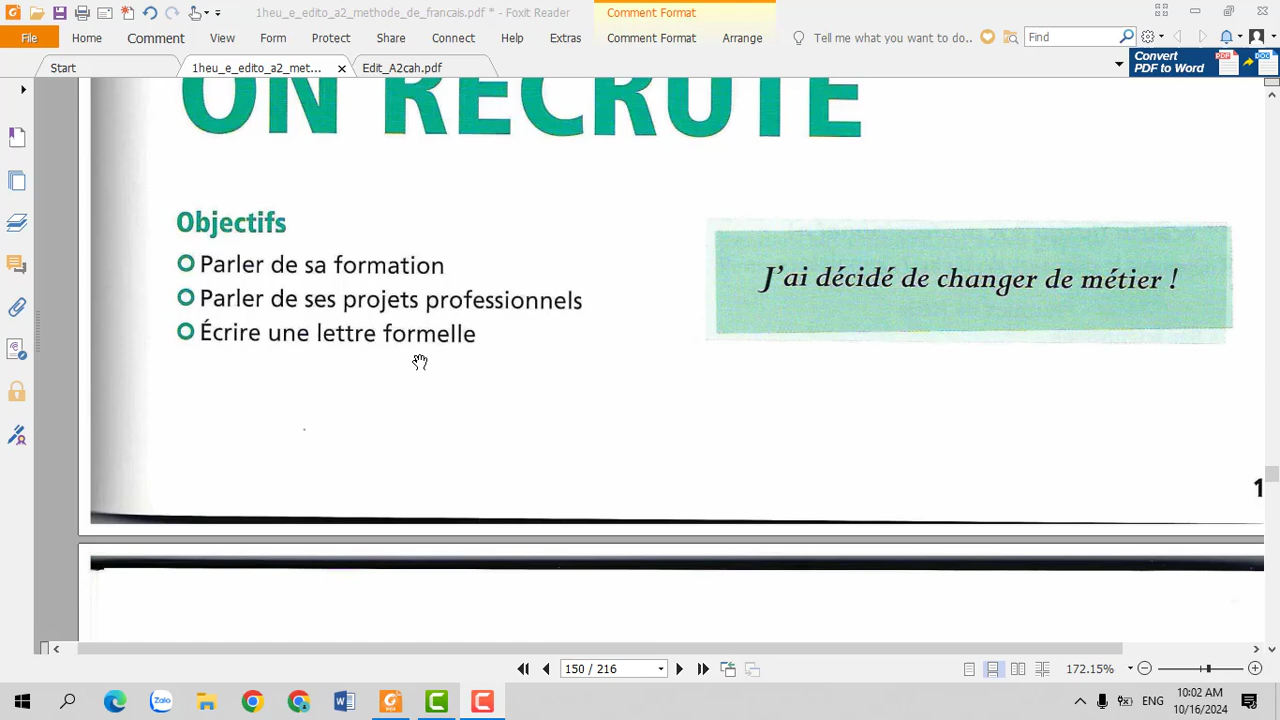 1heu_e_edito_a2_methode_de_francais.pdf * - Foxit Reader
Comment Format
File
Home
Comment
View
Form
Protect
Share
Connect
Help
Extras
Comment Format
Arrange
Tell me what you want to do..
Find
Start
1heu_e_edito_a2_met...
Edit_A2cah.pdf
Convert
PDF to Word
ON RECRUTE
Objectifs
Parler de sa formation
Parler de ses projets professionnels
Écrire une lettre formelle
J'ai décidé de changer de métier !
1
150 / 216
172.15%
Zalo
ENG
10:02 AM
10/16/2024